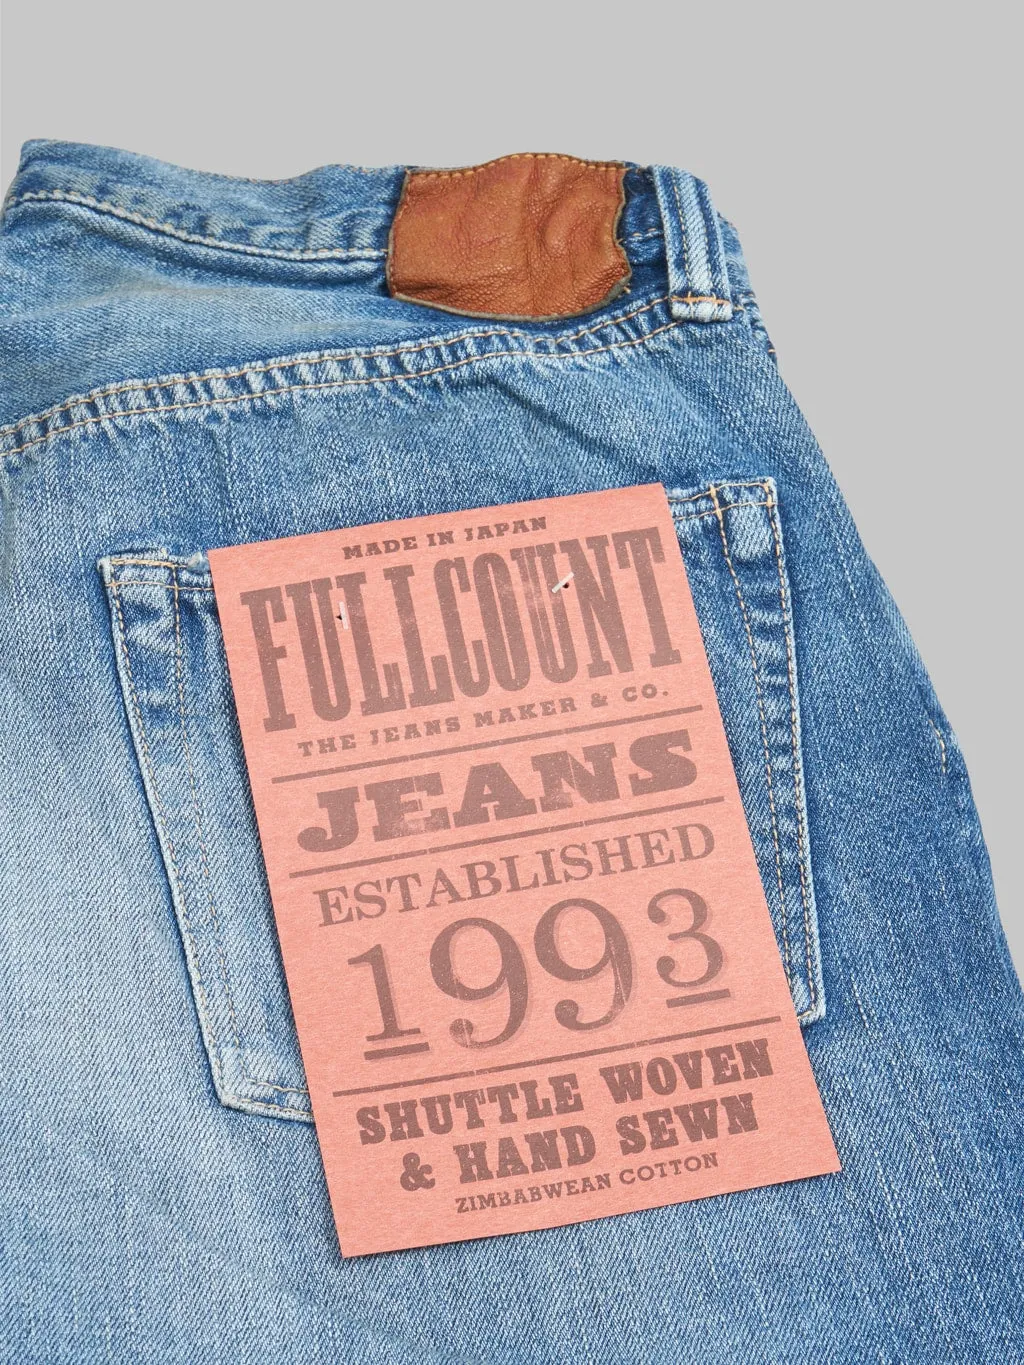 MADE IN JAPAN
FULLCOUNT
THE JEANS MAKER & CO.
JEANS
ESTABLISHED
1993
SHUTTLE WOVEN
& HAND SEWN
ZIMBABWEAN COTTON